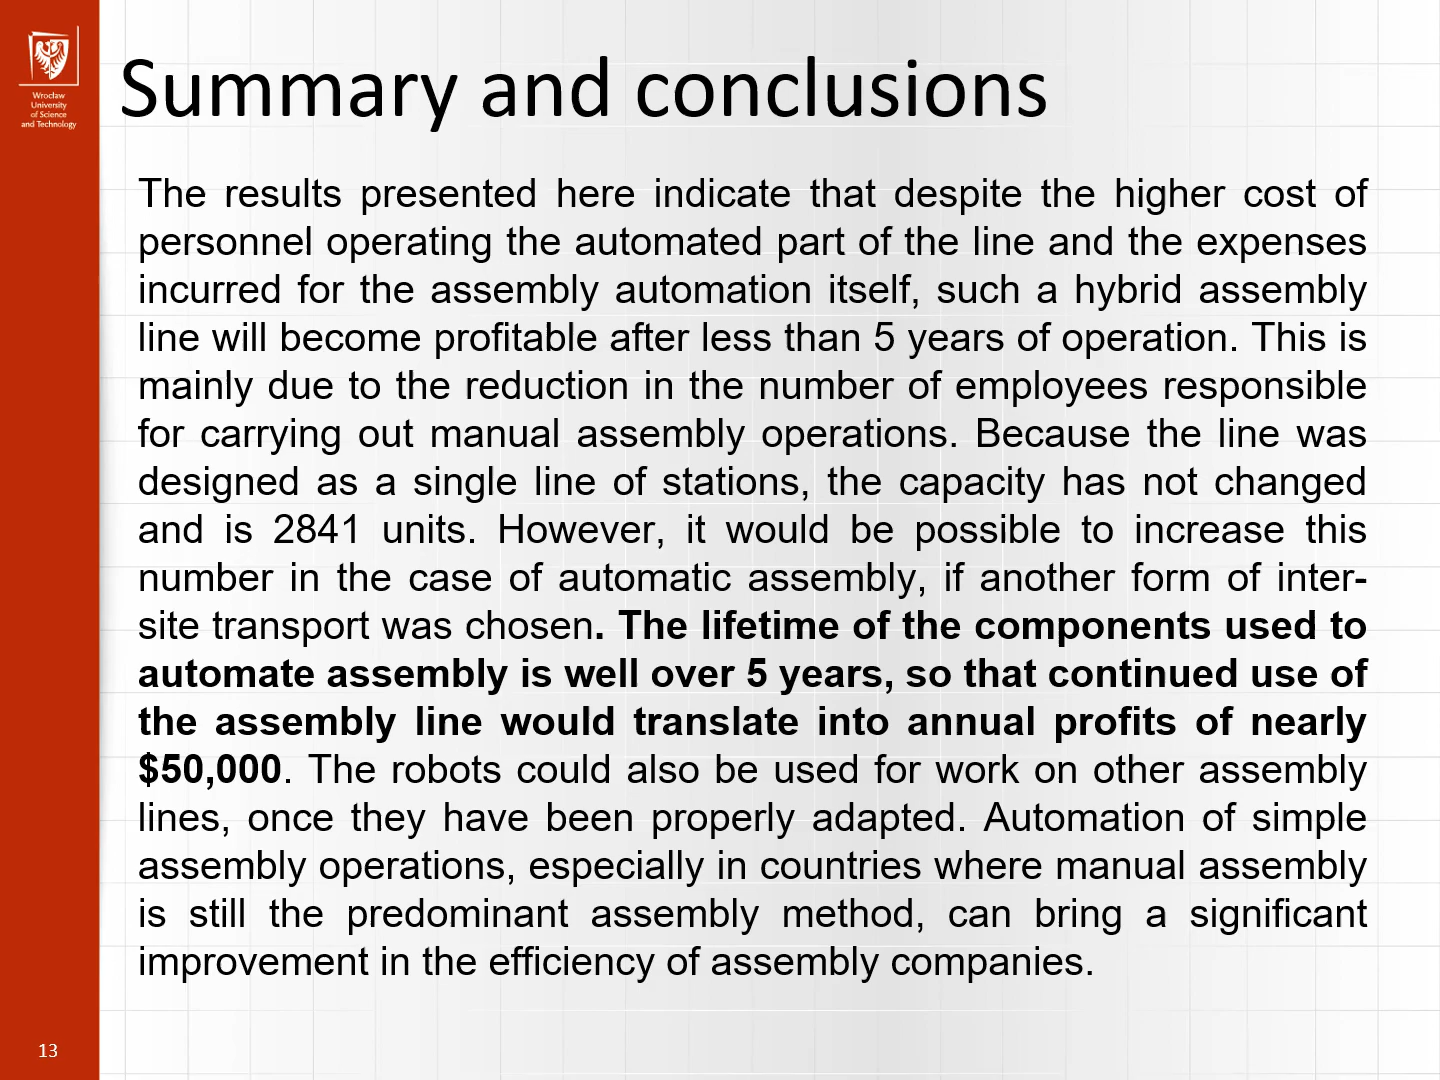 Wrocław
University
of Science
and Technology
Summary and conclusions
The results presented here indicate that despite the higher cost of
personnel operating the automated part of the line and the expenses
incurred for the assembly automation itself, such a hybrid assembly
line will become profitable after less than 5 years of operation. This is
mainly due to the reduction in the number of employees responsible
for carrying out manual assembly operations. Because the line was
designed as a single line of stations, the capacity has not changed
and is 2841 units. However, it would be possible to increase this
number in the case of automatic assembly, if another form of inter-
site transport was chosen. The lifetime of the components used to
automate assembly is well over 5 years, so that continued use of
the assembly line would translate into annual profits of nearly
$50,000. The robots could also be used for work on other assembly
lines, once they have been properly adapted. Automation of simple
assembly operations, especially in countries where manual assembly
is still the predominant assembly method, can bring a significant
improvement in the efficiency of assembly companies.
13